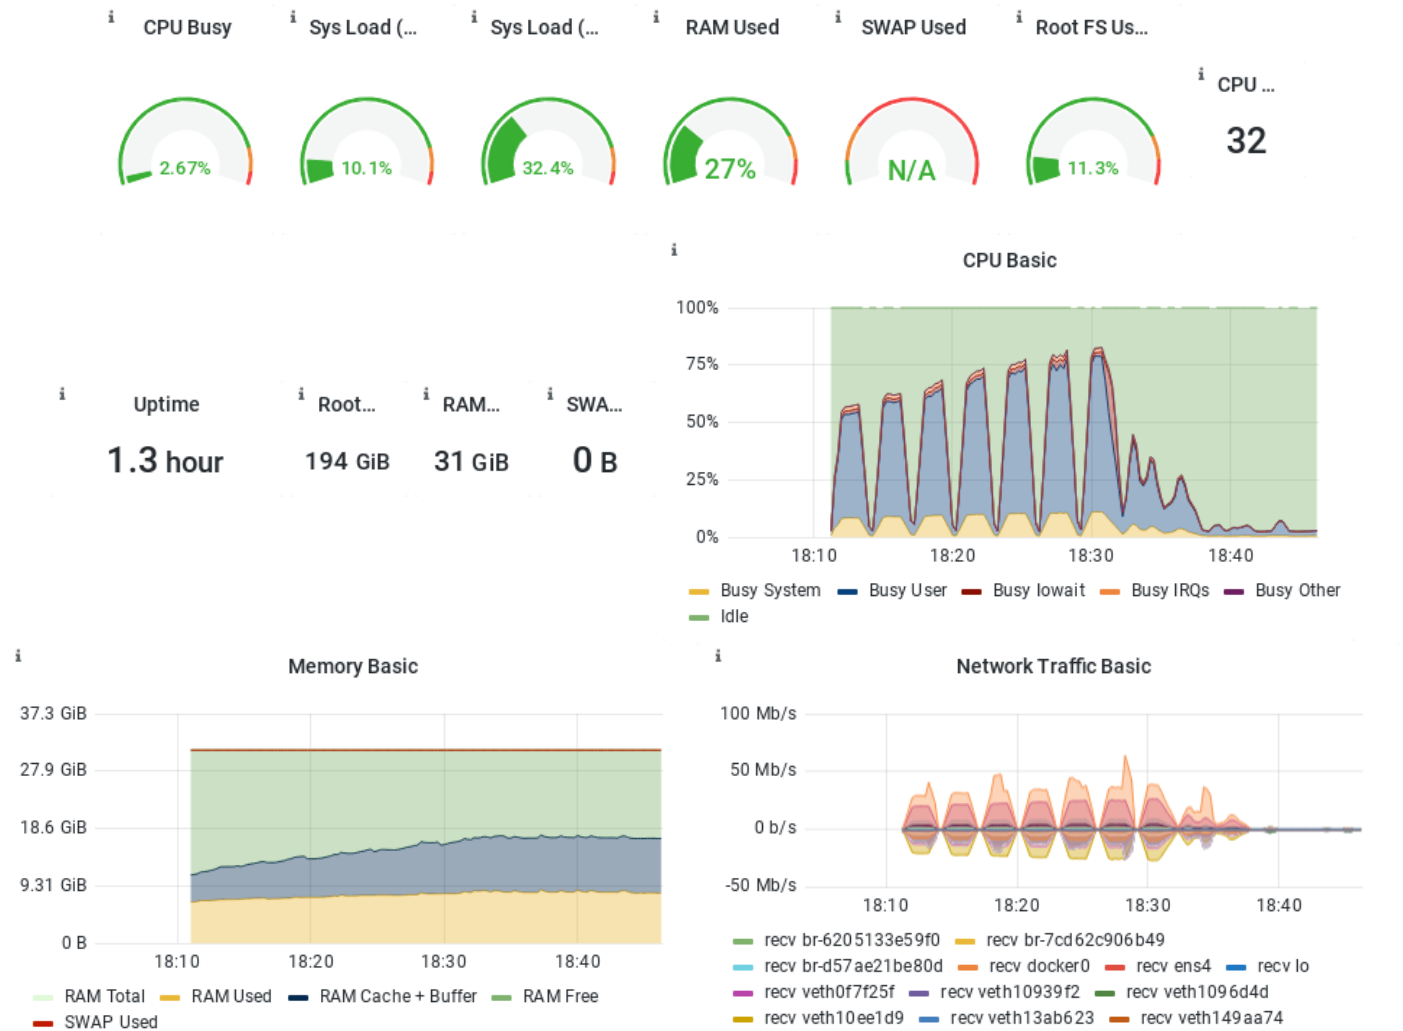 CPU Busy
Sys Load (...
Sys Load (...
RAM Used
SWAP Used
Root FS Us...
CPU ...
2.67%
10.1%
32.4%
27%
N/A
11.3%
32
Uptime
Root...
RAM...
SWA...
1.3 hour
194 GiB
31 GiB
0 B
CPU Basic
100%
75%
50%
25%
0%
18:10 18:20 18:30 18:40
Busy System Busy User Busy Iowait Busy IRQs Busy Other
Idle
Memory Basic
37.3 GiB
27.9 GiB
18.6 GiB
9.31 GiB
0 B
18:10 18:20 18:30 18:40
RAM Total RAM Used RAM Cache + Buffer RAM Free
SWAP Used
Network Traffic Basic
100 Mb/s
50 Mb/s
0 b/s
-50 Mb/s
18:10 18:20 18:30 18:40
recv br-6205133e59f0 recv br-7cd62c906b49
recv br-d57ae21be80d recv docker0 recv ens4 recv lo
recv veth0f7f25f recv veth10939f2 recv veth1096d4d
recv veth10ee1d9 recv veth13ab623 recv veth149aa74